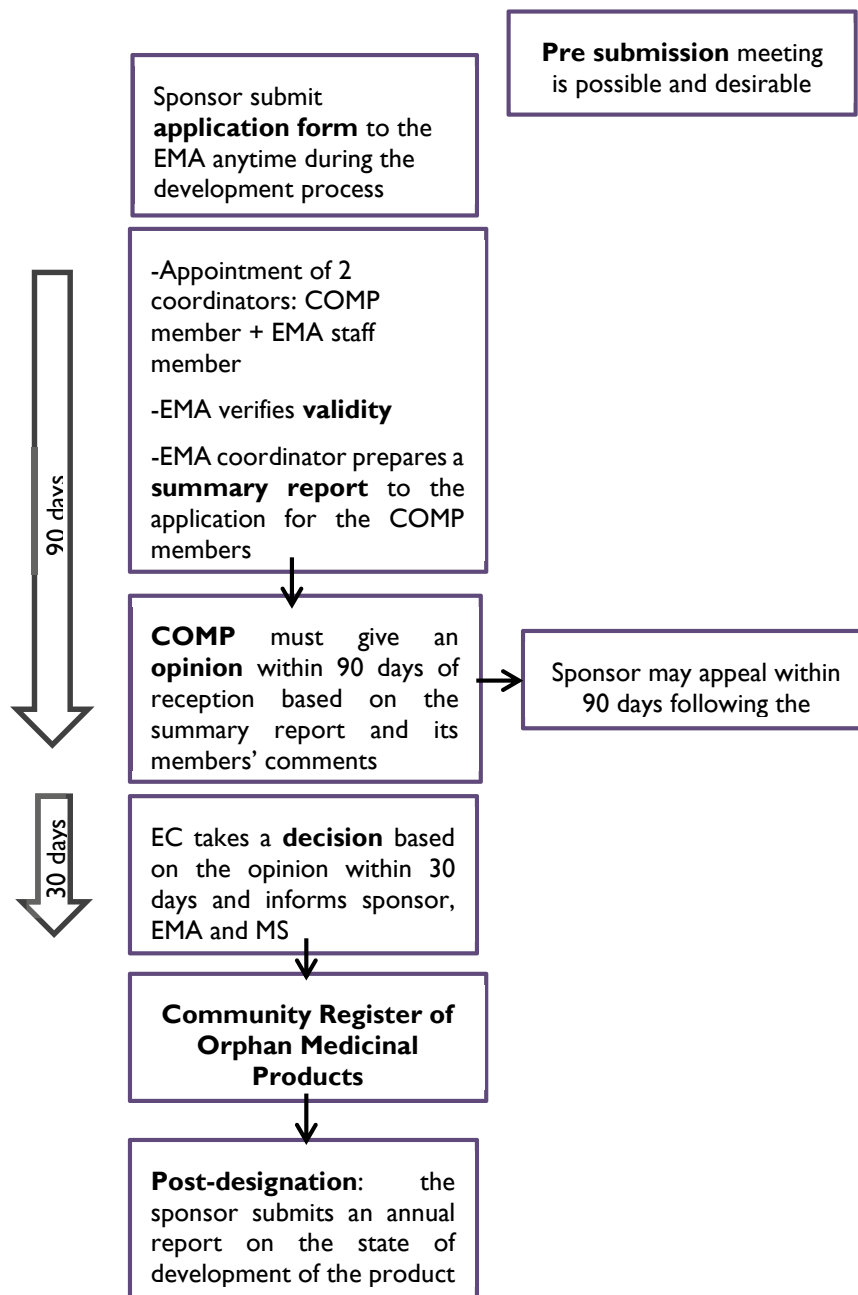 Pre submission meeting
is possible and desirable
Sponsor submit
application form to the
EMA anytime during the
development process
-Appointment of 2
coordinators: COMP
member + EMA staff
member
-EMA verifies validity
-EMA coordinator prepares a
summary report to the
application for the COMP
members
90 days
COMP must give an
opinion within 90 days of
reception based on the
summary report and its
members’ comments
Sponsor may appeal within
90 days following the
30 days
EC takes a decision based
on the opinion within 30
days and informs sponsor,
EMA and MS
Community Register of
Orphan Medicinal
Products
Post-designation: the
sponsor submits an annual
report on the state of
development of the product